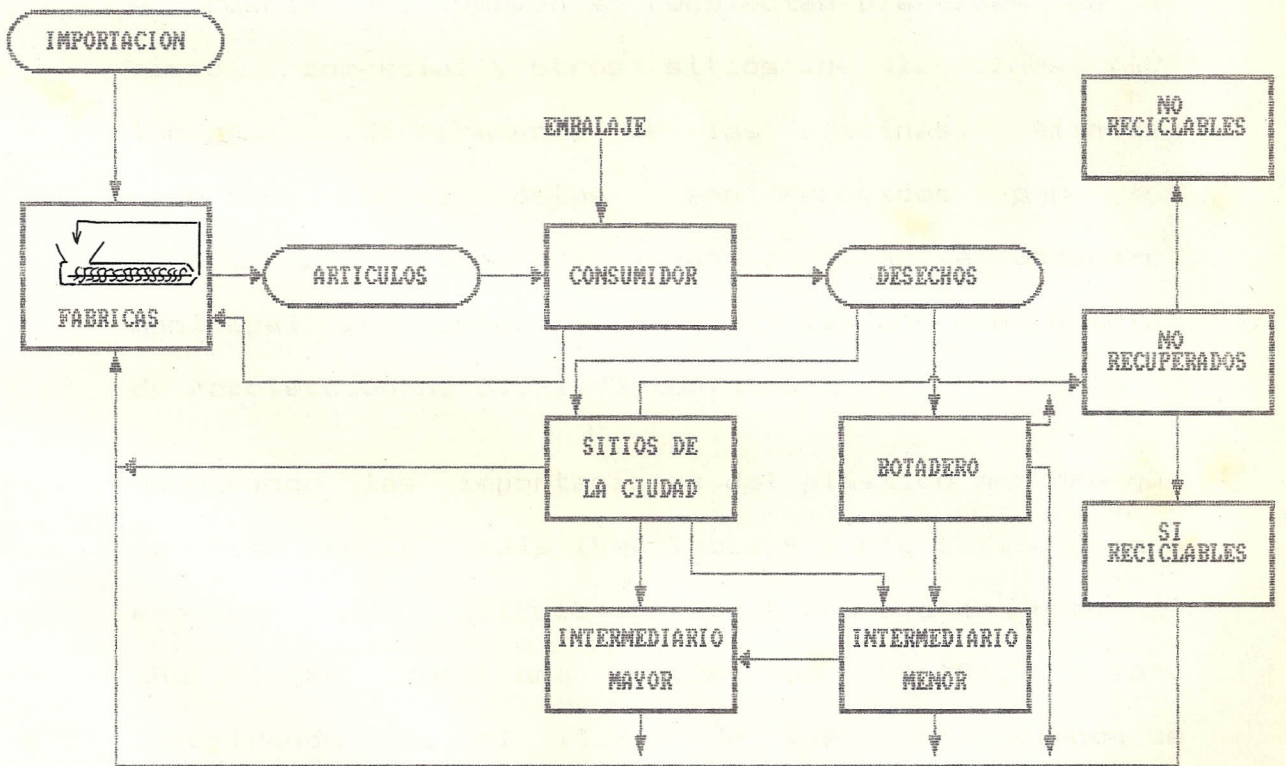 IMPORTACION
NO
RECICLABLES
EMBALAJE
FABRICAS
ARTICULOS
CONSUMIDOR
DESECHOS
NO
RECUPERADOS
SITIOS DE
LA CIUDAD
BOTADERO
SI
RECICLABLES
INTERMEDIARIO
MAYOR
INTERMEDIARIO
MENOR